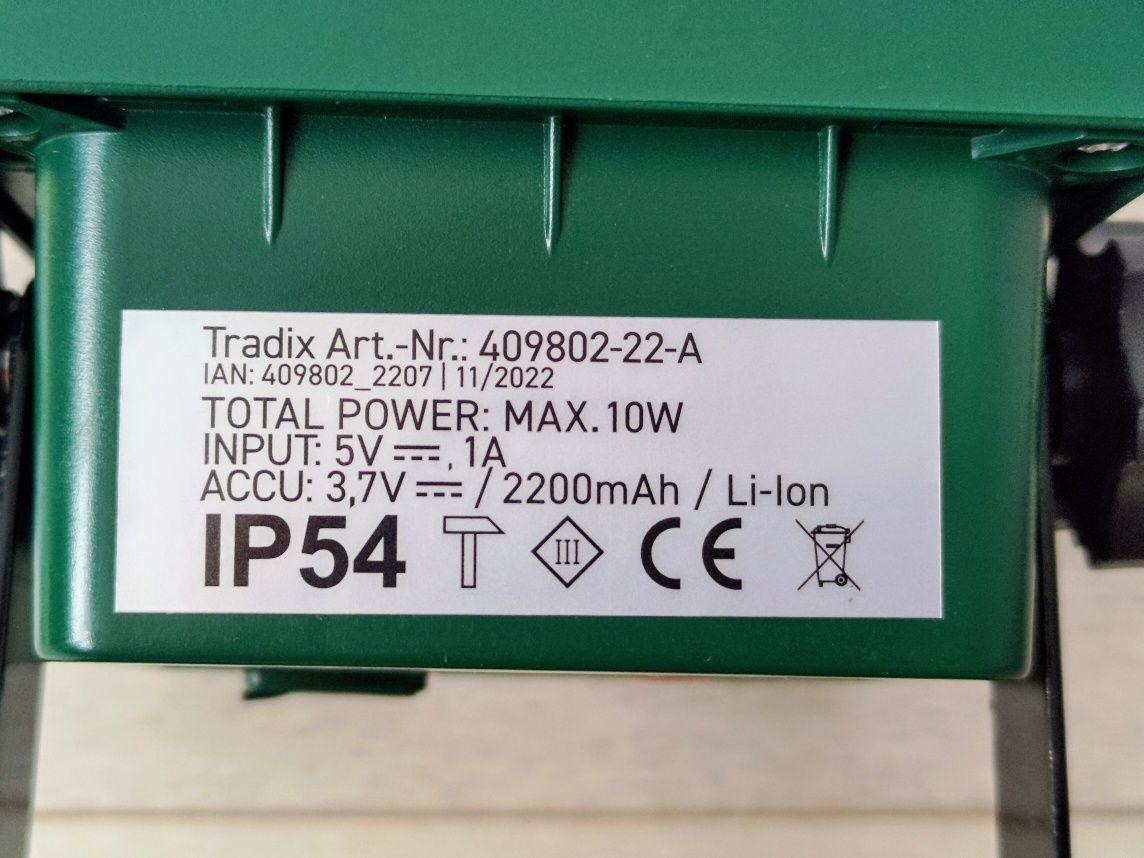 Tradix Art.-Nr.: 409802-22-A
IAN: 409802_2207 | 11/2022
TOTAL POWER: MAX. 10W
INPUT: 5V ⎓, 1A
ACCU: 3,7V ⎓ / 2200mAh / Li-Ion
IP54 III CE